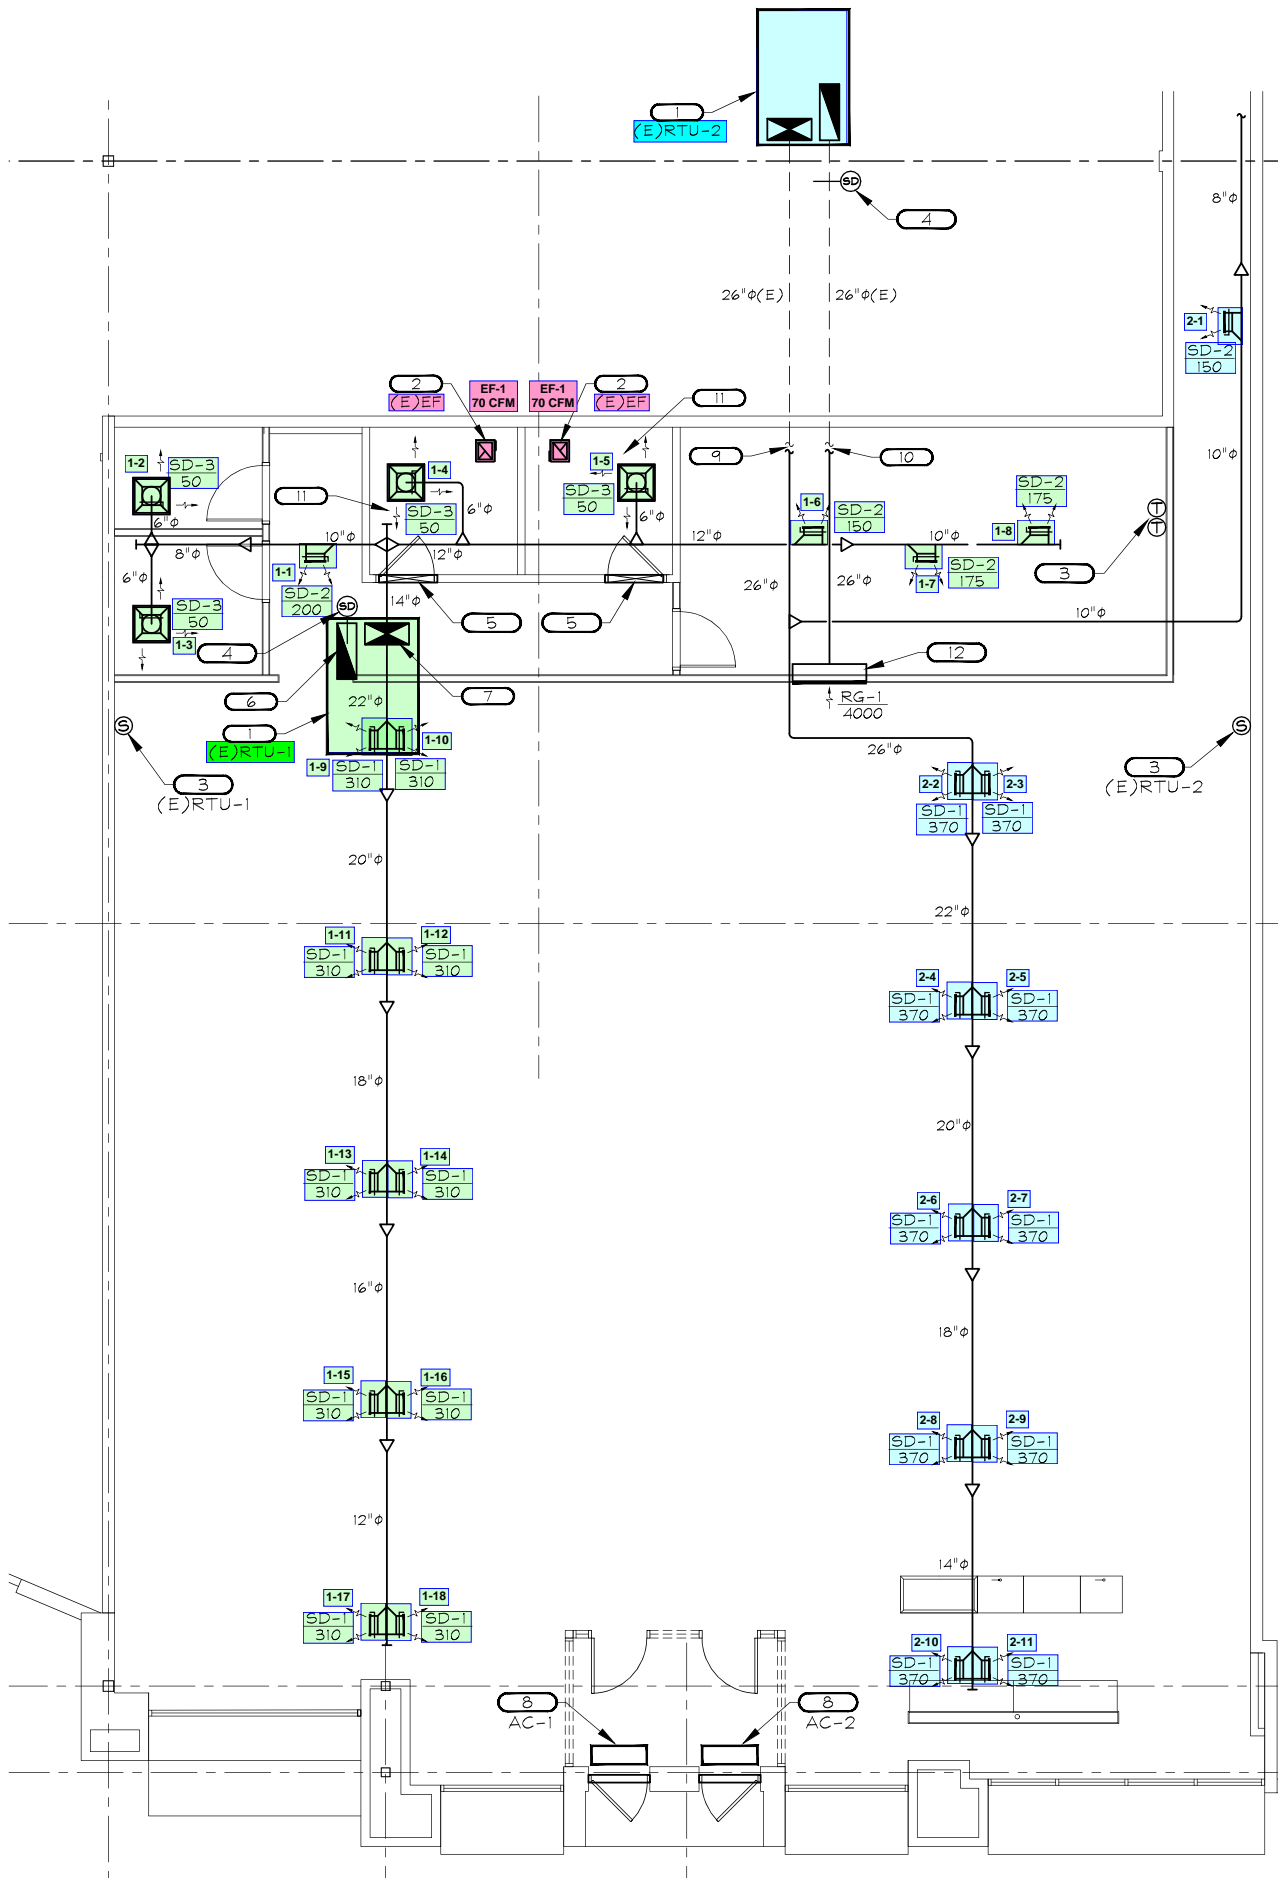 1
(E)RTU-2
SD
4
8"ϕ
26"ϕ(E)
26"ϕ(E)
2-1
SD-2
150
2
(E)EF
EF-1
70 CFM
EF-1
70 CFM
2
(E)EF
11
9
10
10"ϕ
1-2
SD-3
50
1-4
1-5
SD-3
50
11
SD-3
50
6"ϕ
6"ϕ
6"ϕ
1-6
SD-2
150
SD-2
175
1-8
T
T
3
10"ϕ
12"ϕ
12"ϕ
10"ϕ
8"ϕ
1-1
SD-2
200
1-7
SD-2
175
6"ϕ
26"ϕ
26"ϕ
14"ϕ
SD-3
50
1-3
SD
4
5
5
10"ϕ
12
6
7
22"ϕ
RG-1
4000
1
(E)RTU-1
S
3
(E)RTU-1
1-9
1-10
SD-1
310
SD-1
310
26"ϕ
S
3
(E)RTU-2
2-2
2-3
SD-1
370
SD-1
370
20"ϕ
22"ϕ
1-11
1-12
SD-1
310
SD-1
310
2-4
2-5
SD-1
370
SD-1
370
18"ϕ
20"ϕ
1-13
1-14
SD-1
310
SD-1
310
2-6
2-7
SD-1
370
SD-1
370
16"ϕ
18"ϕ
1-15
1-16
SD-1
310
SD-1
310
2-8
2-9
SD-1
370
SD-1
370
12"ϕ
14"ϕ
1-17
1-18
SD-1
310
SD-1
310
2-10
2-11
SD-1
370
SD-1
370
8
AC-1
8
AC-2